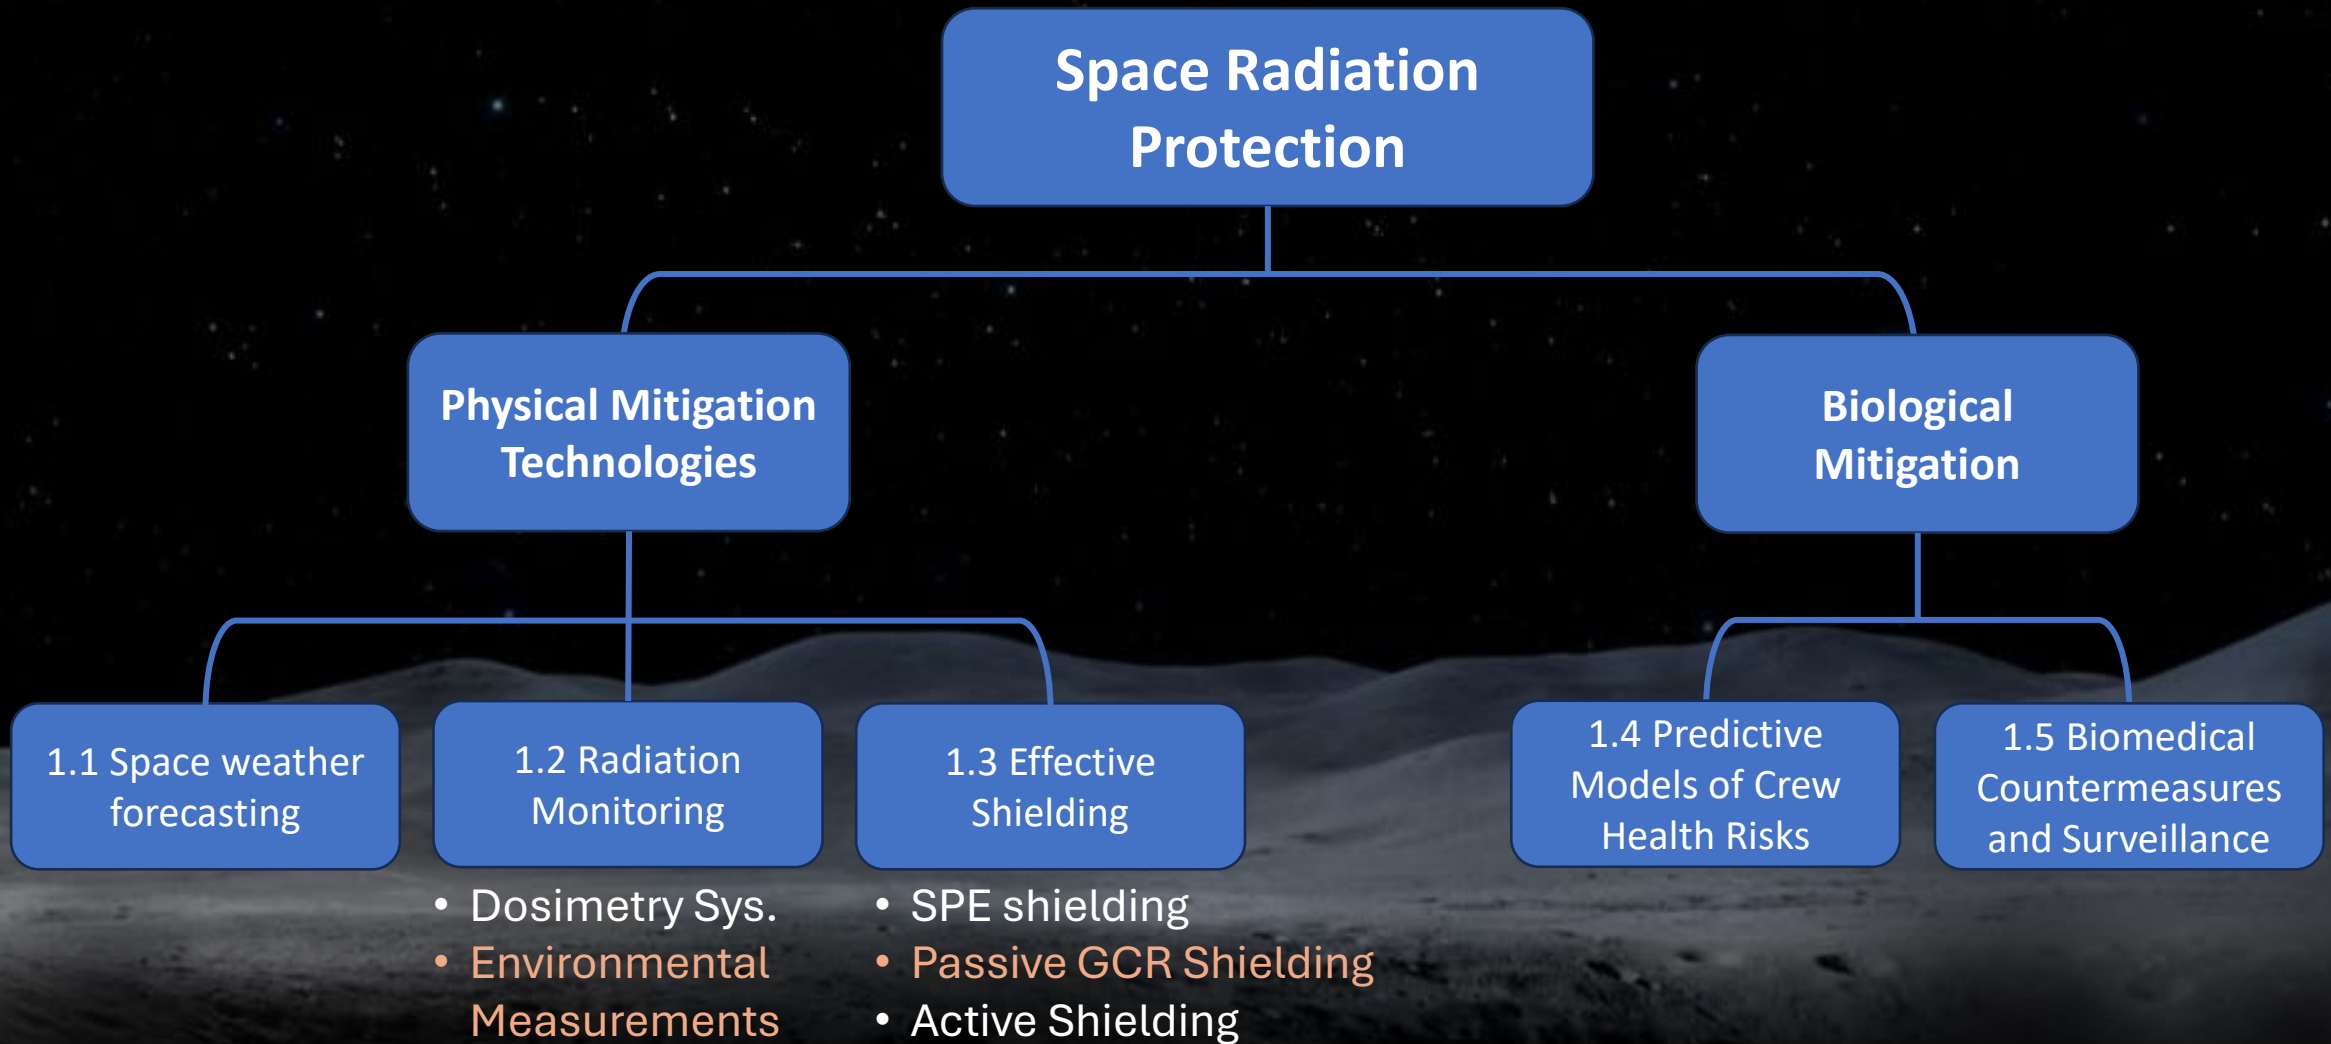 Space Radiation
Protection
Physical Mitigation
Technologies
Biological
Mitigation
1.1 Space weather
forecasting
1.2 Radiation
Monitoring
1.3 Effective
Shielding
1.4 Predictive
Models of Crew
Health Risks
1.5 Biomedical
Countermeasures
and Surveillance
• Dosimetry Sys.
• Environmental
Measurements
• SPE shielding
• Passive GCR Shielding
• Active Shielding